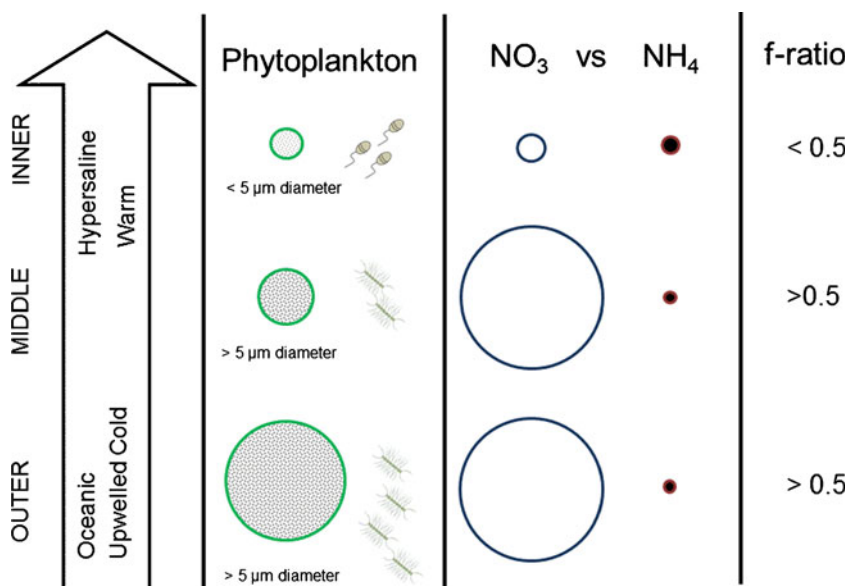 Phytoplankton
NO3 vs NH4
f-ratio
INNER
Hypersaline
Warm
< 5 µm diameter
< 0.5
MIDDLE
> 5 µm diameter
>0.5
OUTER
Oceanic
Upwelled Cold
> 5 µm diameter
> 0.5